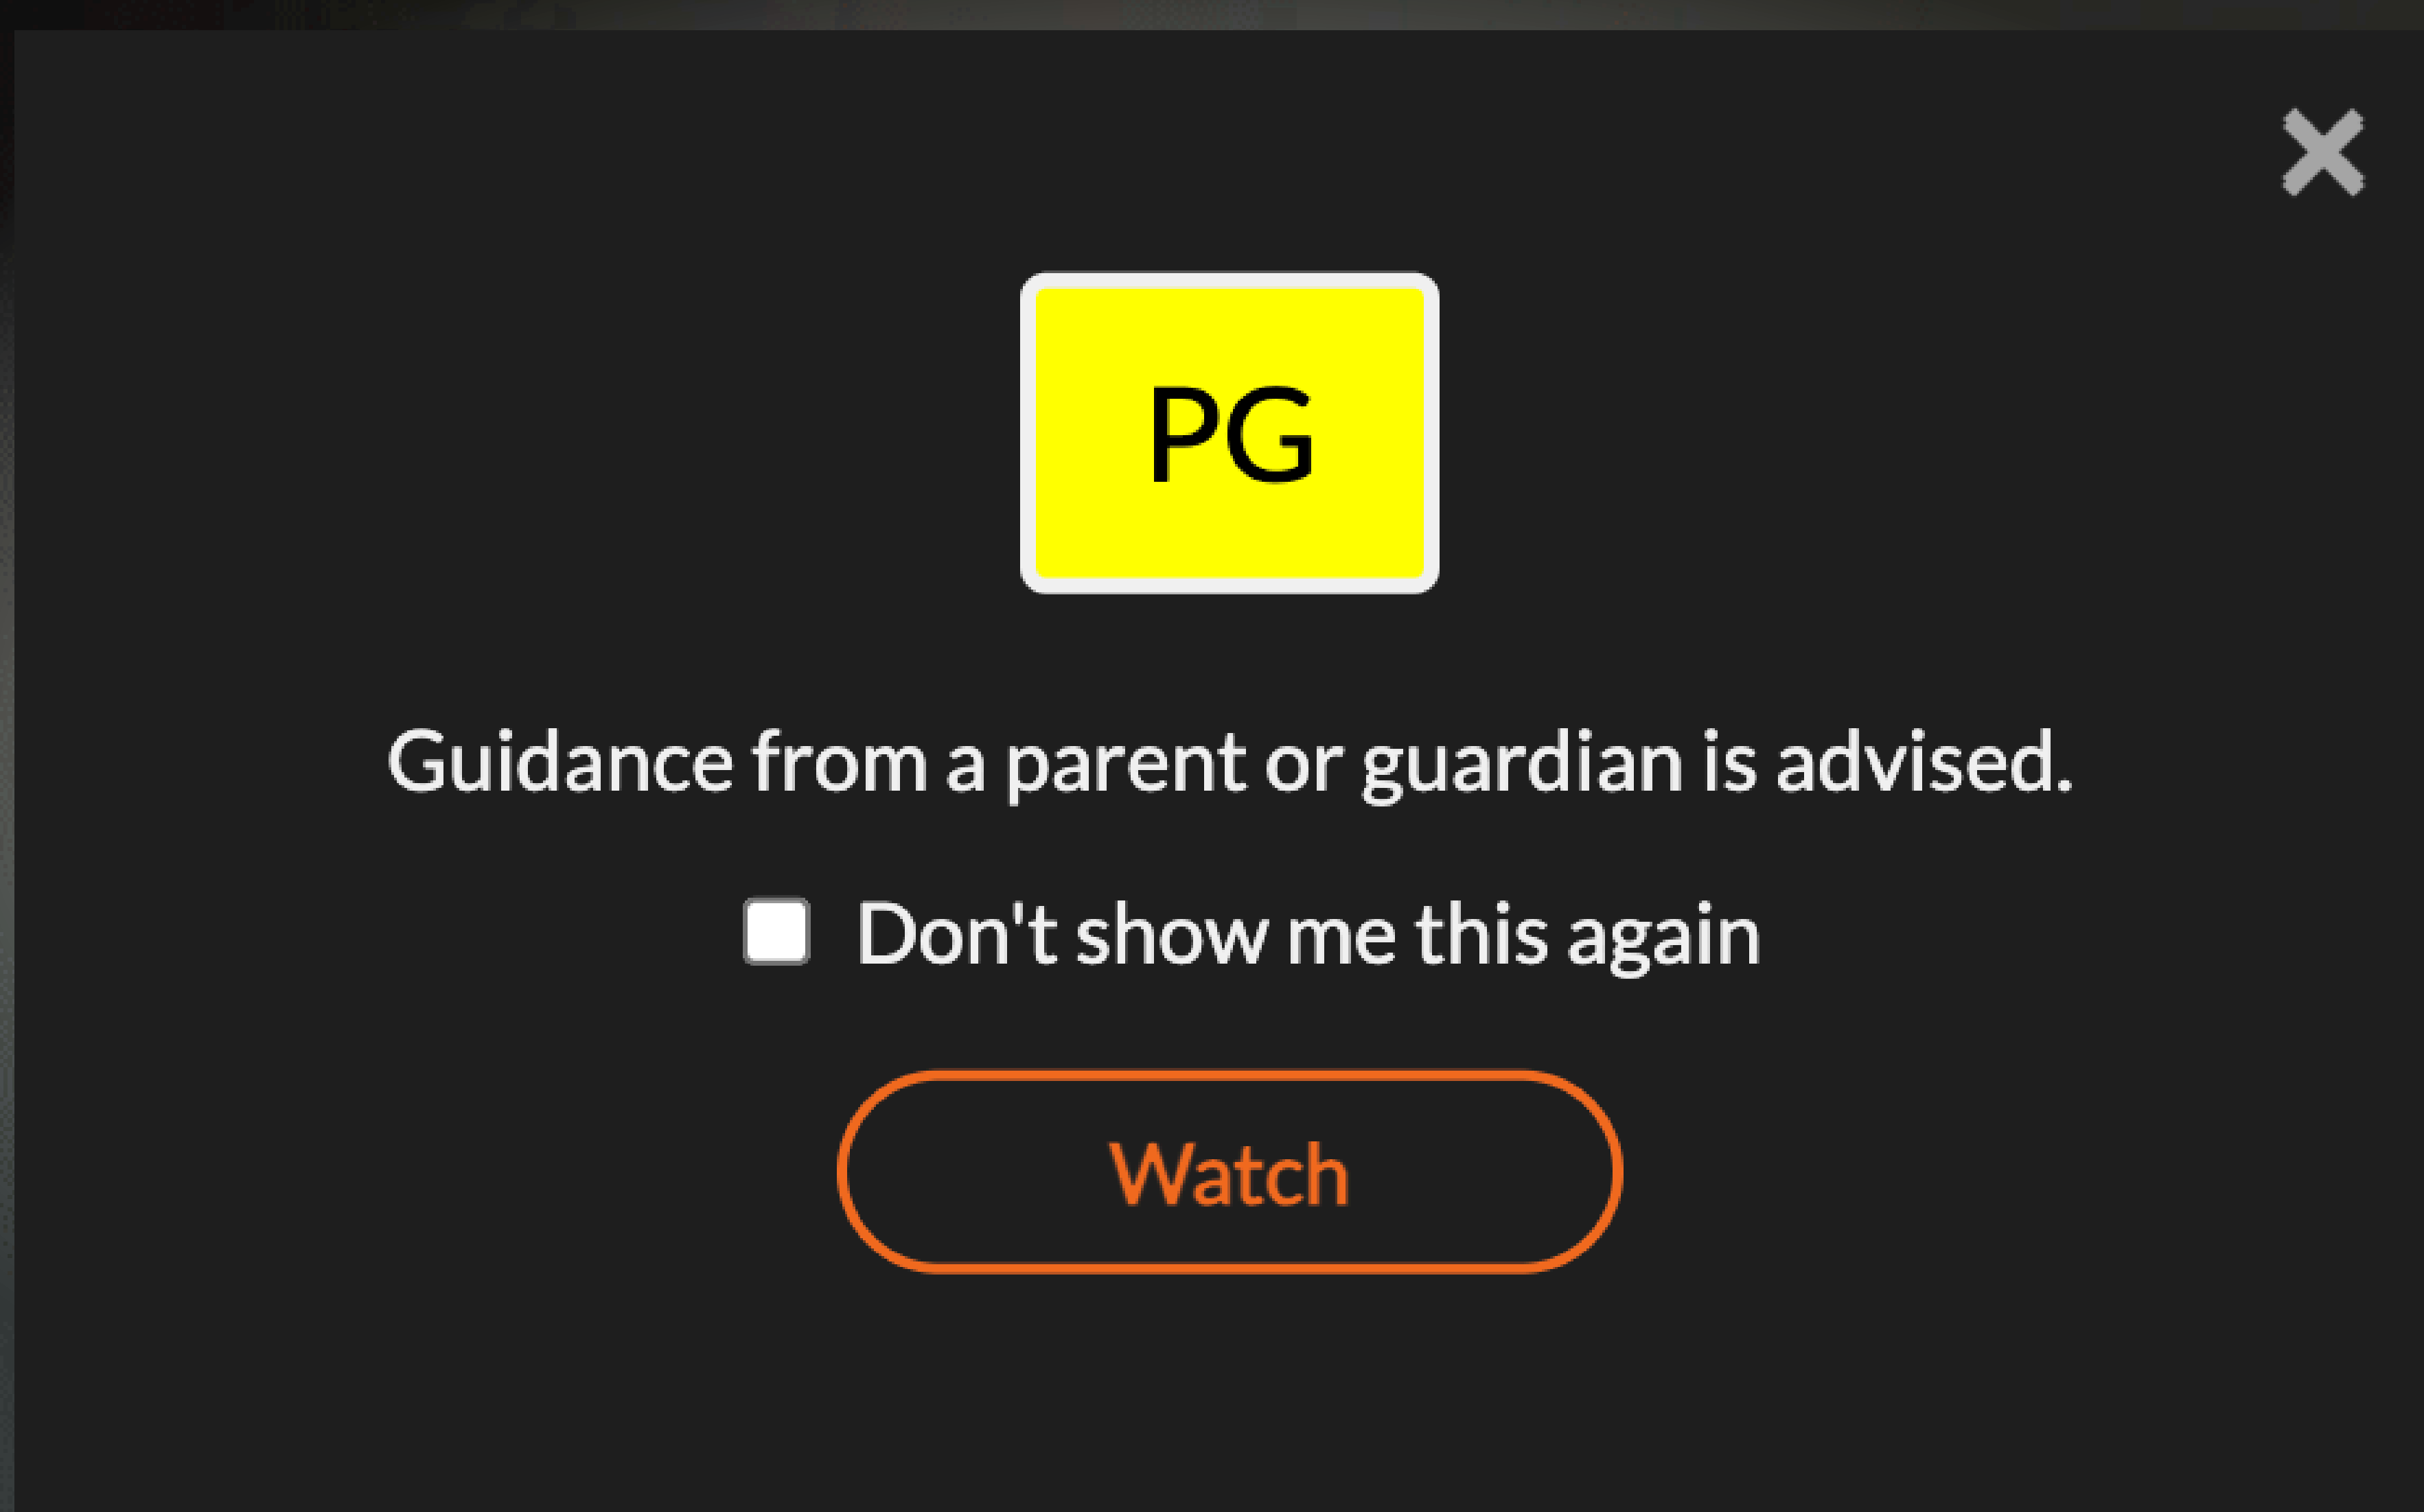 PG
Guidance from a parent or guardian is advised.
Don't show me this again
Watch